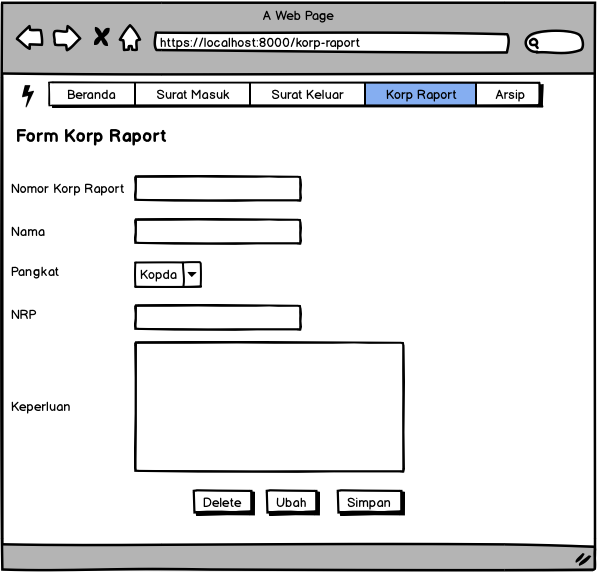 A Web Page
https://localhost:8000/korp-raport
Beranda Surat Masuk Surat Keluar Korp Raport Arsip
Form Korp Raport
Nomor Korp Raport
Nama
Pangkat Kopda
NRP
Keperluan
Delete Ubah Simpan